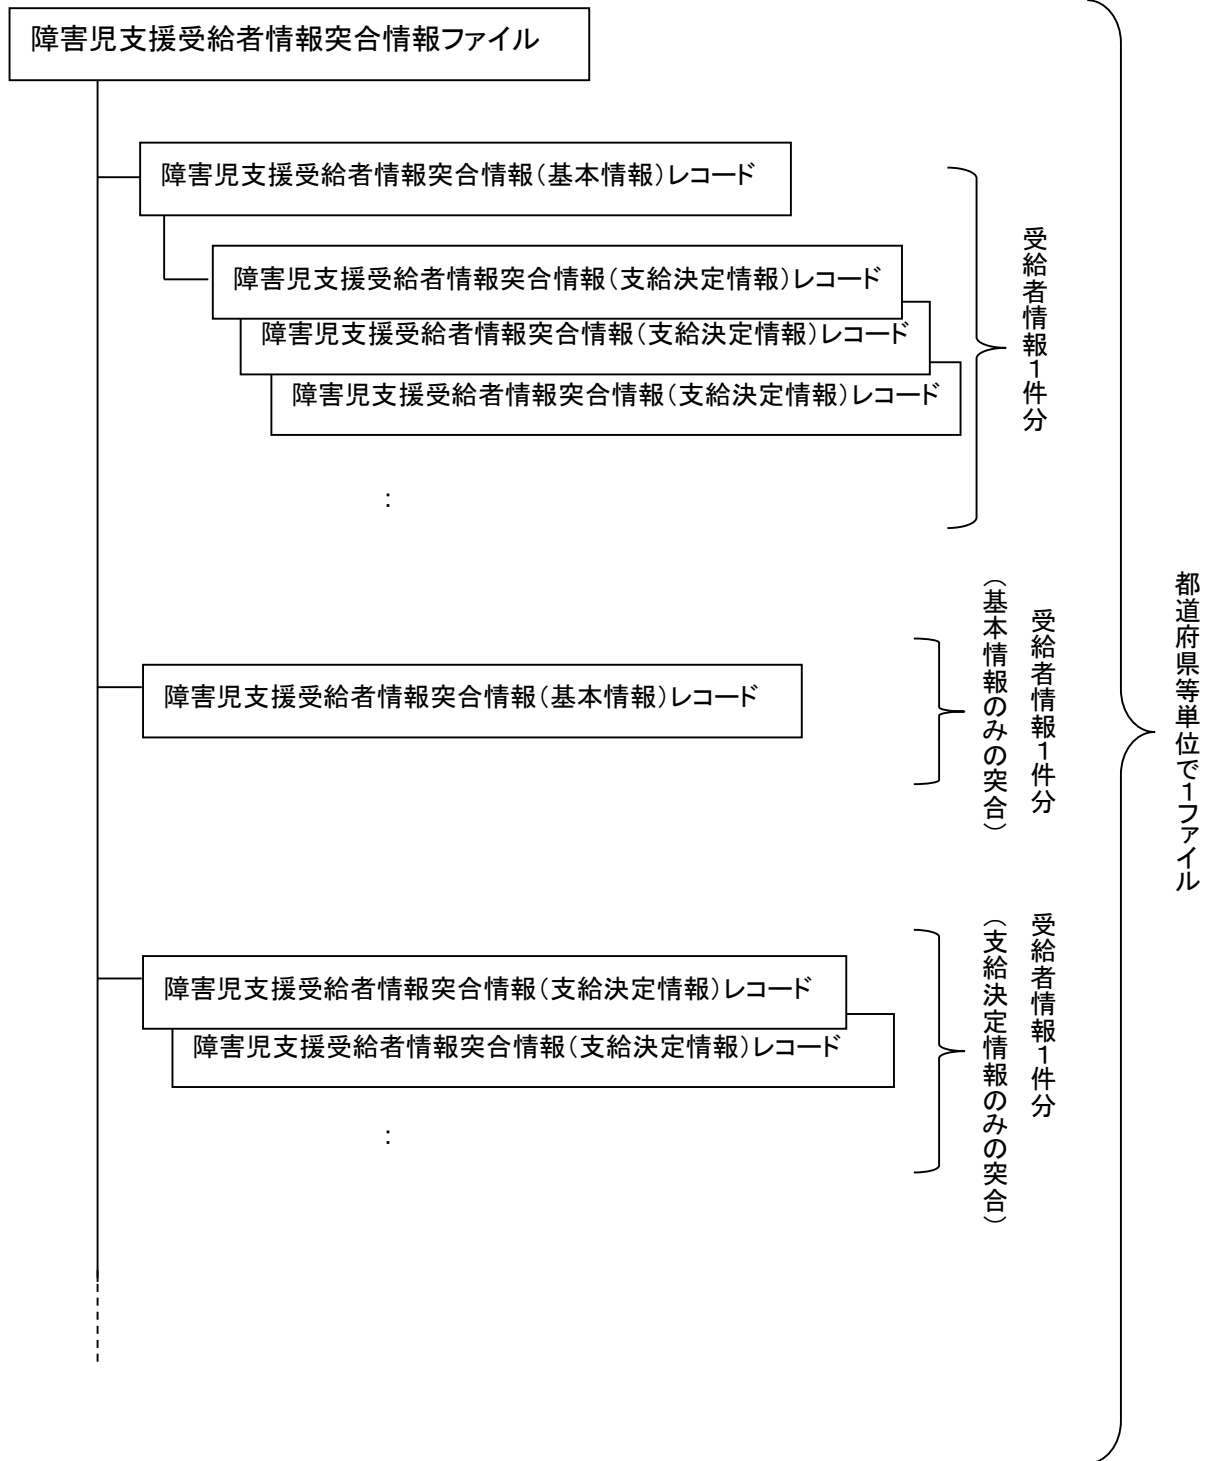 障害児支援受給者情報突合情報ファイル
障害児支援受給者情報突合情報（基本情報）レコード
障害児支援受給者情報突合情報（支給決定情報）レコード
障害児支援受給者情報突合情報（支給決定情報）レコード
障害児支援受給者情報突合情報（支給決定情報）レコード
：
受給者情報１件分
障害児支援受給者情報突合情報（基本情報）レコード
受給者情報１件分
（基本情報のみの突合）
障害児支援受給者情報突合情報（支給決定情報）レコード
障害児支援受給者情報突合情報（支給決定情報）レコード
：
受給者情報１件分
（支給決定情報のみの突合）
都道府県等単位で１ファイル